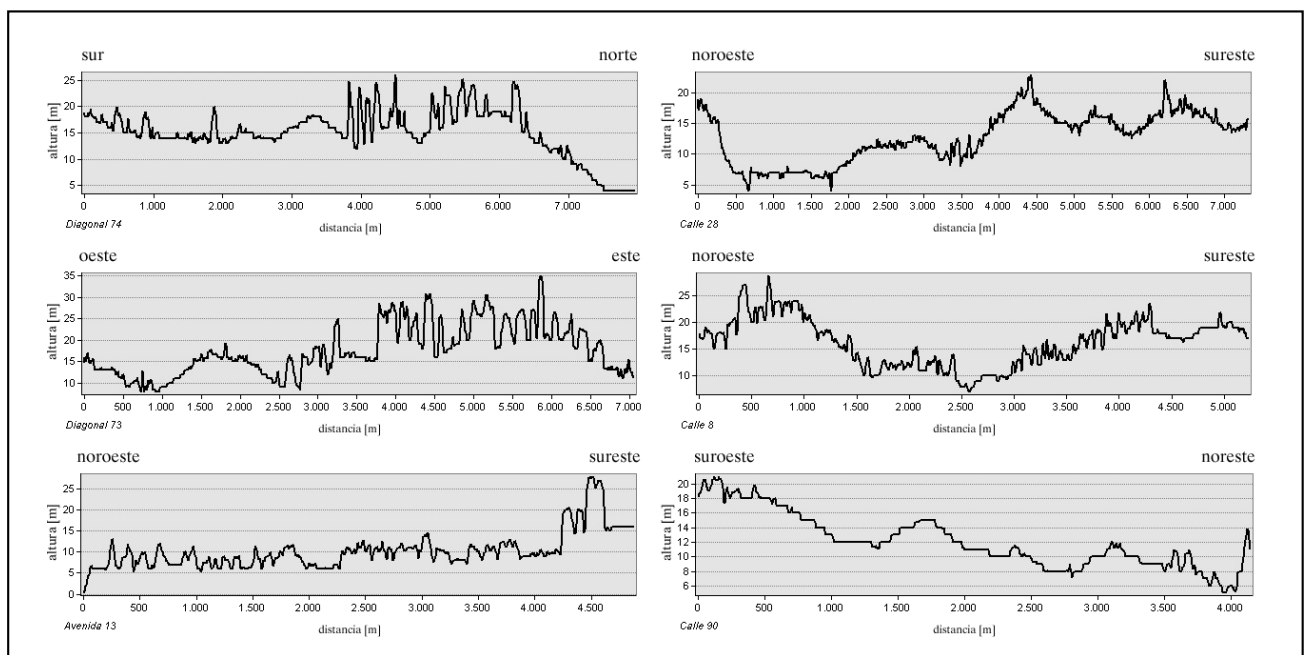 sur norte
altura [m]
25
20
15
10
5
0 1.000 2.000 3.000 4.000 5.000 6.000 7.000
Diagonal 74
distancia [m]
noroeste sureste
altura [m]
20
15
10
5
0 500 1.000 1.500 2.000 2.500 3.000 3.500 4.000 4.500 5.000 5.500 6.000 6.500 7.000
Calle 28
distancia [m]
oeste este
altura [m]
35
30
25
20
15
10
0 500 1.000 1.500 2.000 2.500 3.000 3.500 4.000 4.500 5.000 5.500 6.000 6.500 7.000
Diagonal 73
distancia [m]
noroeste sureste
altura [m]
25
20
15
10
0 500 1.000 1.500 2.000 2.500 3.000 3.500 4.000 4.500 5.000
Calle 8
distancia [m]
noroeste sureste
altura [m]
25
20
15
10
5
0
0 500 1.000 1.500 2.000 2.500 3.000 3.500 4.000 4.500
Avenida 13
distancia [m]
suroeste noreste
altura [m]
20
18
16
14
12
10
8
6
0 500 1.000 1.500 2.000 2.500 3.000 3.500 4.000
Calle 90
distancia [m]